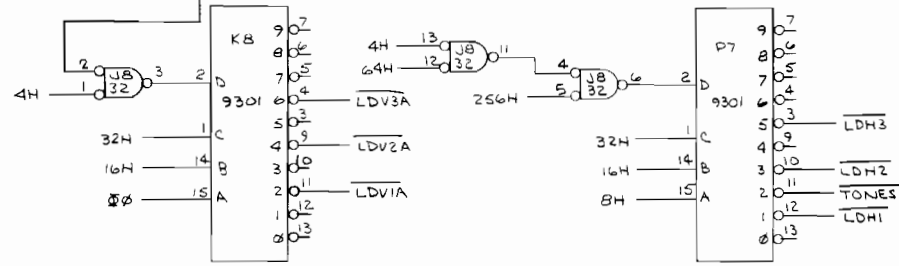 K8
9301
D
C
B
A
9 7
8 6
7 5
6 4 LDV3A
5 3
4 9 LDV2A
3 10
2 11 LDV1A
1 12
Ø 13
2
1
J8
32
3
2
4H
32H 1
16H 14
ΦØ 15
4H 13
64H 12
J8
32
11
4
5
256H
J8
32
6
2
P7
9301
D
C
B
A
32H 1
16H 14
8H 15
9 7
8 6
7 5
6 4
5 3 LDH3
4 9
3 10 LDH2
2 11 TONES
1 12 LDH1
Ø 13